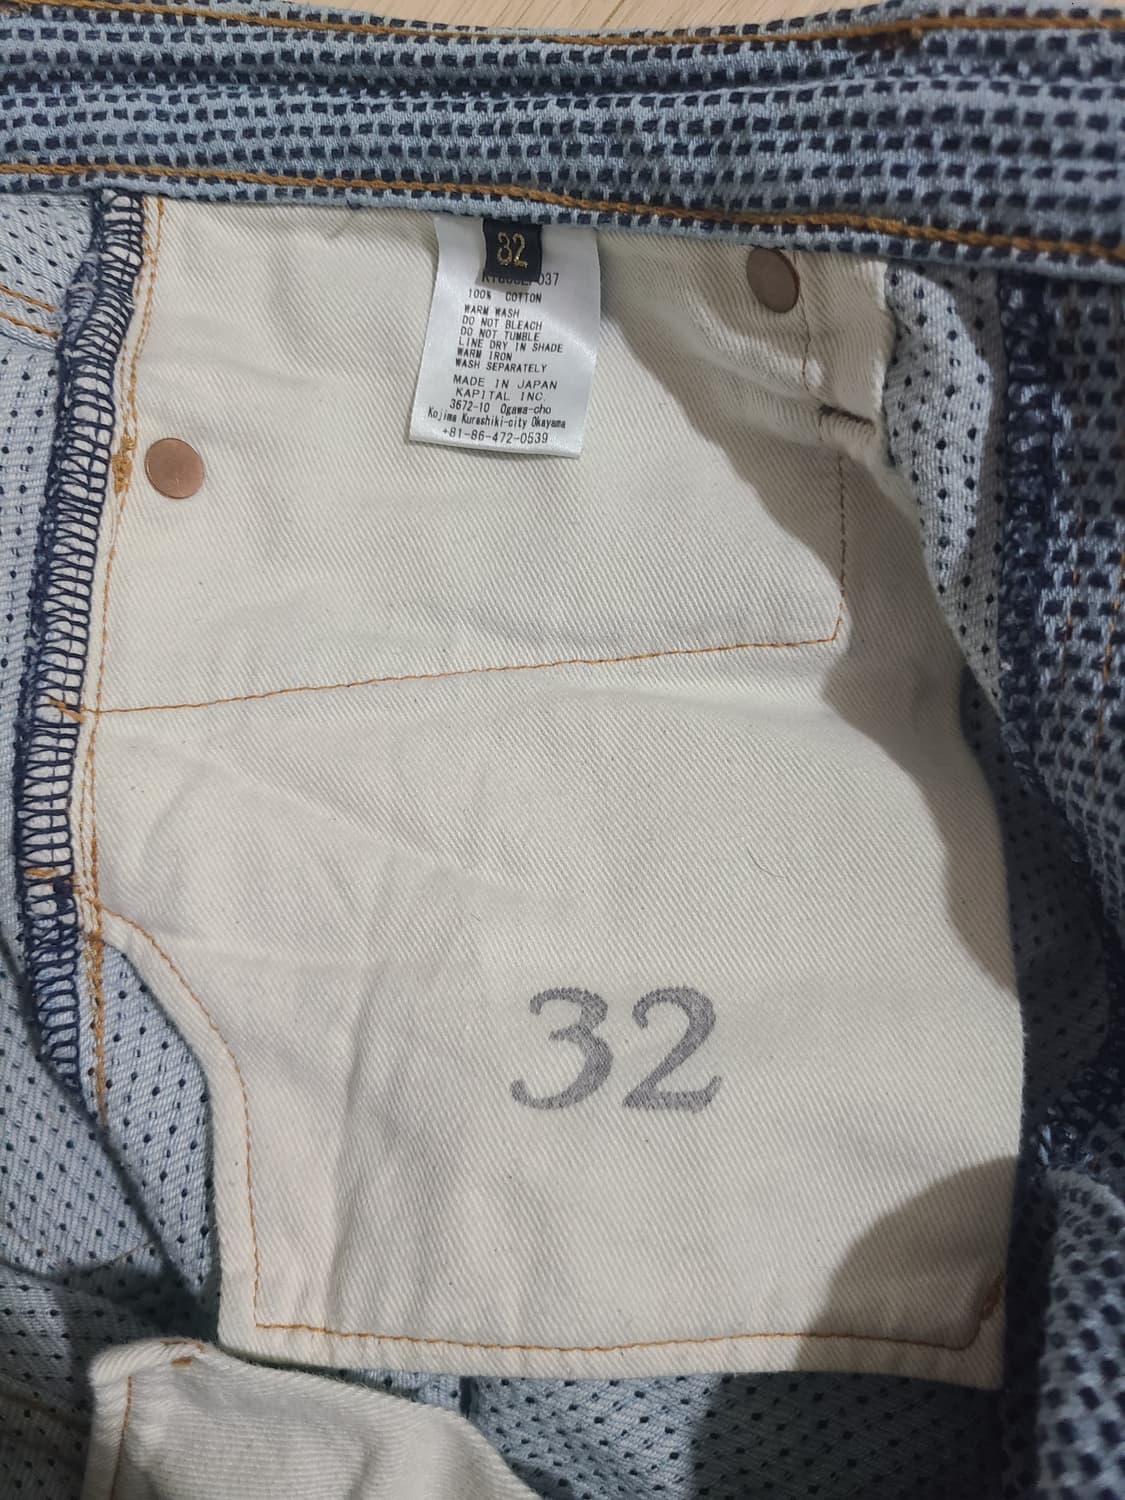 32
100% COTTON
WARM WASH
DO NOT BLEACH
DO NOT TUMBLE
LINE DRY IN SHADE
WARM IRON
WASH SEPARATELY
MADE IN JAPAN
KAPITAL INC.
3672-10 Ogawa-cho
Kojima Kurashiki-city Okayama
+81-86-472-0539
32